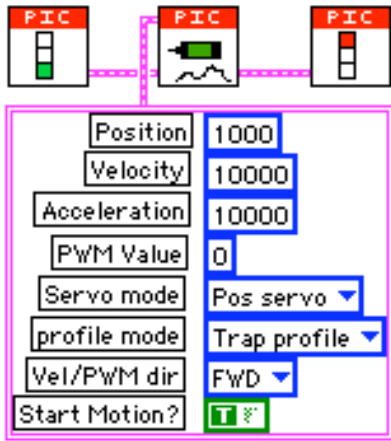 PIC PIC PIC
Position 1000
Velocity 10000
Acceleration 10000
PWM Value 0
Servo mode Pos servo
profile mode Trap profile
Vel/PWM dir FWD
Start Motion? T F